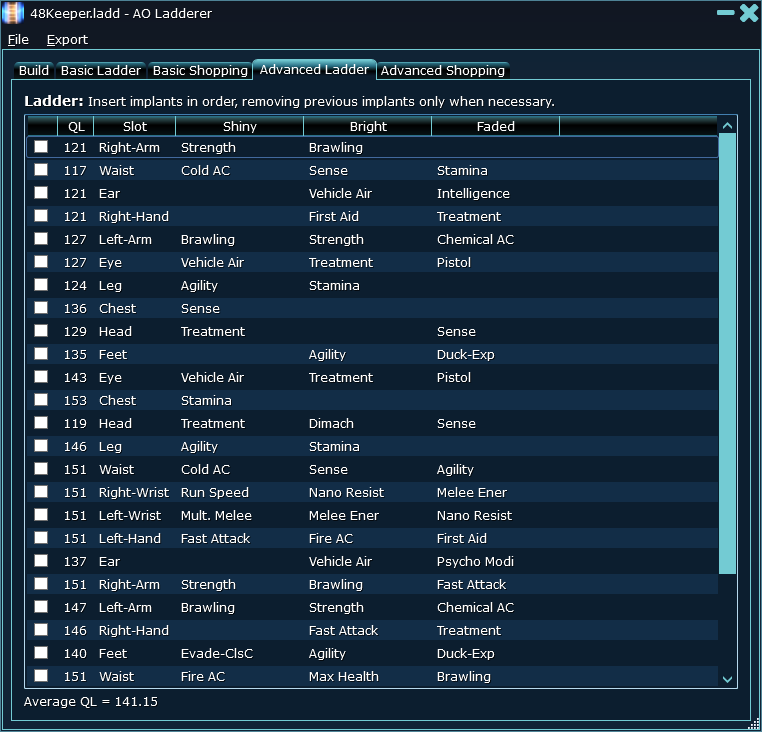 48Keeper.ladd - AO Ladderer
File Export
Build Basic Ladder Basic Shopping Advanced Ladder Advanced Shopping
Ladder: Insert implants in order, removing previous implants only when necessary.
QL Slot Shiny Bright Faded
121 Right-Arm Strength Brawling
117 Waist Cold AC Sense Stamina
121 Ear Vehicle Air Intelligence
121 Right-Hand First Aid Treatment
127 Left-Arm Brawling Strength Chemical AC
127 Eye Vehicle Air Treatment Pistol
124 Leg Agility Stamina
136 Chest Sense
129 Head Treatment Sense
135 Feet Agility Duck-Exp
143 Eye Vehicle Air Treatment Pistol
153 Chest Stamina
119 Head Treatment Dimach Sense
146 Leg Agility Stamina
151 Waist Cold AC Sense Agility
151 Right-Wrist Run Speed Nano Resist Melee Ener
151 Left-Wrist Mult. Melee Melee Ener Nano Resist
151 Left-Hand Fast Attack Fire AC First Aid
137 Ear Vehicle Air Psycho Modi
151 Right-Arm Strength Brawling Fast Attack
147 Left-Arm Brawling Strength Chemical AC
146 Right-Hand Fast Attack Treatment
140 Feet Evade-ClsC Agility Duck-Exp
151 Waist Fire AC Max Health Brawling
Average QL = 141.15